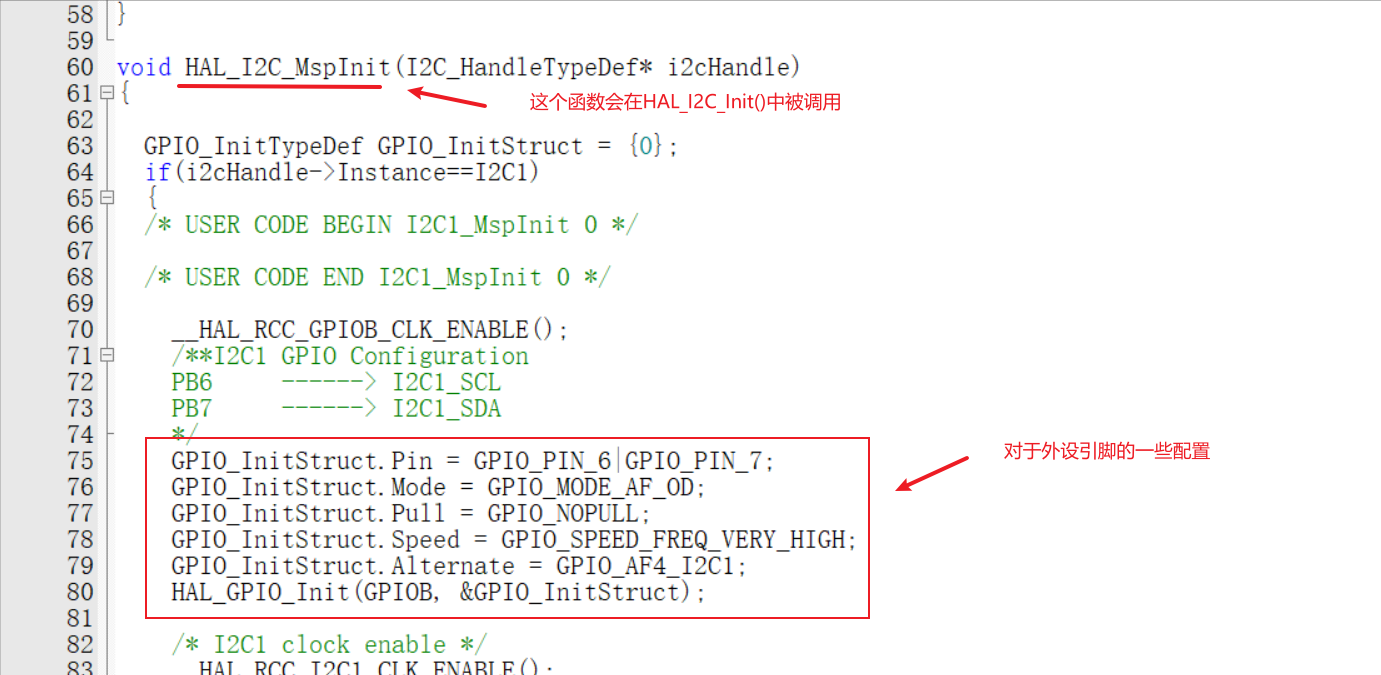 58 }
59
60 void HAL_I2C_MspInit(I2C_HandleTypeDef* i2cHandle)
61 {
这个函数会在HAL_I2C_Init()中被调用
62
63 GPIO_InitTypeDef GPIO_InitStruct = {0};
64 if(i2cHandle->Instance==I2C1)
65 {
66 /* USER CODE BEGIN I2C1_MspInit 0 */
67
68 /* USER CODE END I2C1_MspInit 0 */
69
70 __HAL_RCC_GPIOB_CLK_ENABLE();
71 /**I2C1 GPIO Configuration
72 PB6 ------> I2C1_SCL
73 PB7 ------> I2C1_SDA
74 */
对于外设引脚的一些配置
75 GPIO_InitStruct.Pin = GPIO_PIN_6|GPIO_PIN_7;
76 GPIO_InitStruct.Mode = GPIO_MODE_AF_OD;
77 GPIO_InitStruct.Pull = GPIO_NOPULL;
78 GPIO_InitStruct.Speed = GPIO_SPEED_FREQ_VERY_HIGH;
79 GPIO_InitStruct.Alternate = GPIO_AF4_I2C1;
80 HAL_GPIO_Init(GPIOB, &GPIO_InitStruct);
81
82 /* I2C1 clock enable */
83 __HAL_RCC_I2C1_CLK_ENABLE();